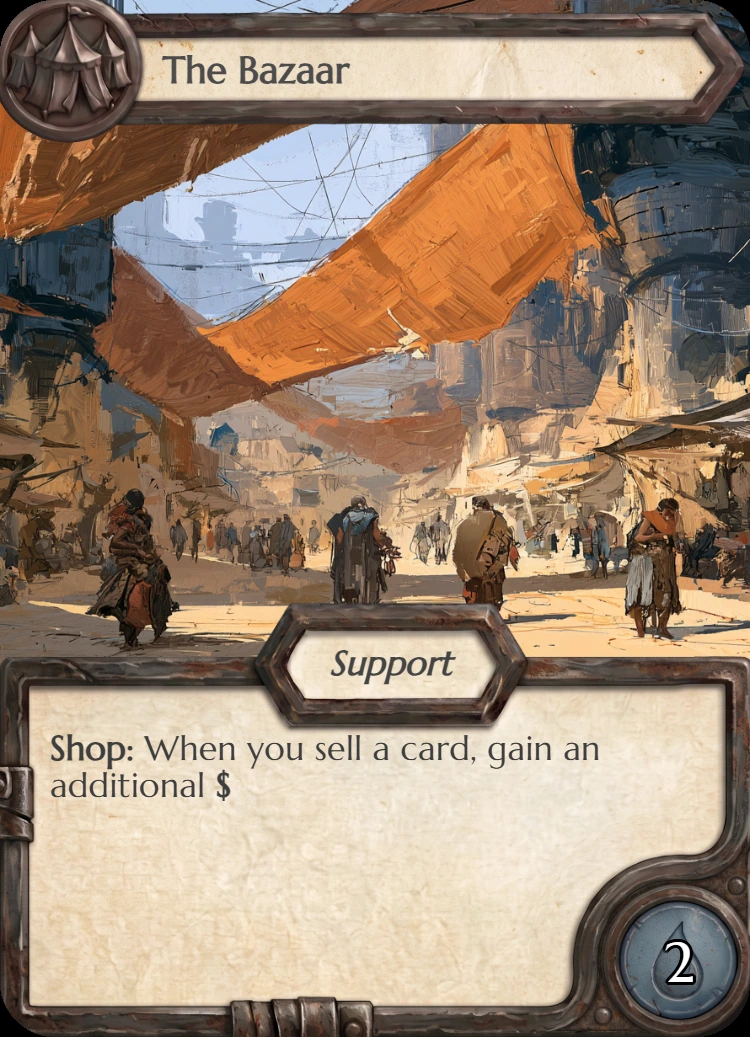 The Bazaar
Support
Shop: When you sell a card, gain an
additional $
2